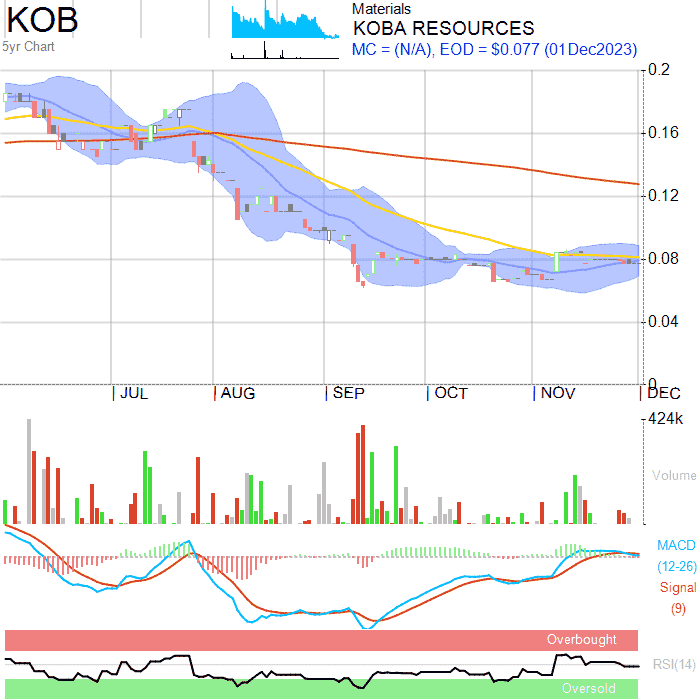 KOB
5yr Chart
Materials
KOBA RESOURCES
MC = (N/A), EOD = $0.077 (01Dec2023)
0.2
0.16
0.12
0.08
0.04
0
JUL AUG SEP OCT NOV DEC
424k
Volume
MACD
(12-26)
Signal
(9)
Overbought
RSI(14)
Oversold